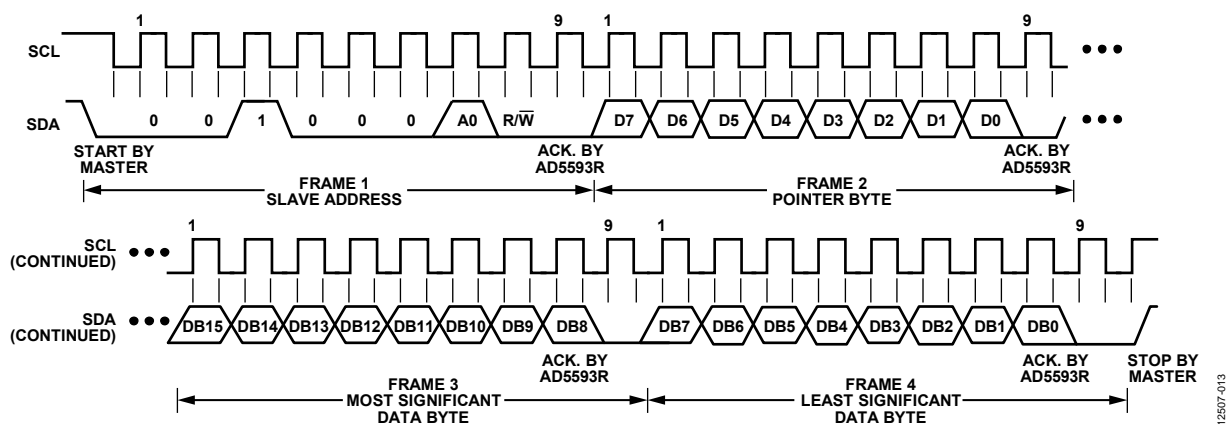 1 9 1 9
SCL
SDA
0 0 1 0 0 0 A0 R/W̅ D7 D6 D5 D4 D3 D2 D1 D0
START BY
MASTER
ACK. BY
AD5593R
ACK. BY
AD5593R
FRAME 1
SLAVE ADDRESS
FRAME 2
POINTER BYTE
1 9 1 9
SCL
(CONTINUED)
SDA
(CONTINUED)
DB15 DB14 DB13 DB12 DB11 DB10 DB9 DB8 DB7 DB6 DB5 DB4 DB3 DB2 DB1 DB0
ACK. BY
AD5593R
ACK. BY
AD5593R
STOP BY
MASTER
FRAME 3
MOST SIGNIFICANT
DATA BYTE
FRAME 4
LEAST SIGNIFICANT
DATA BYTE
12507-013